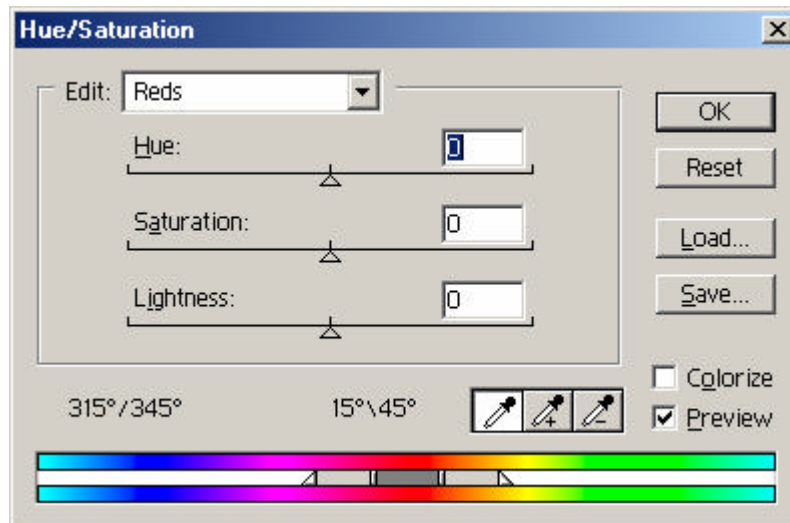 Hue/Saturation
Edit: Reds
OK
Hue: 0
Reset
Saturation: 0
Load...
Lightness: 0
Save...
Colorize
315°/345° 15°\45°
Preview